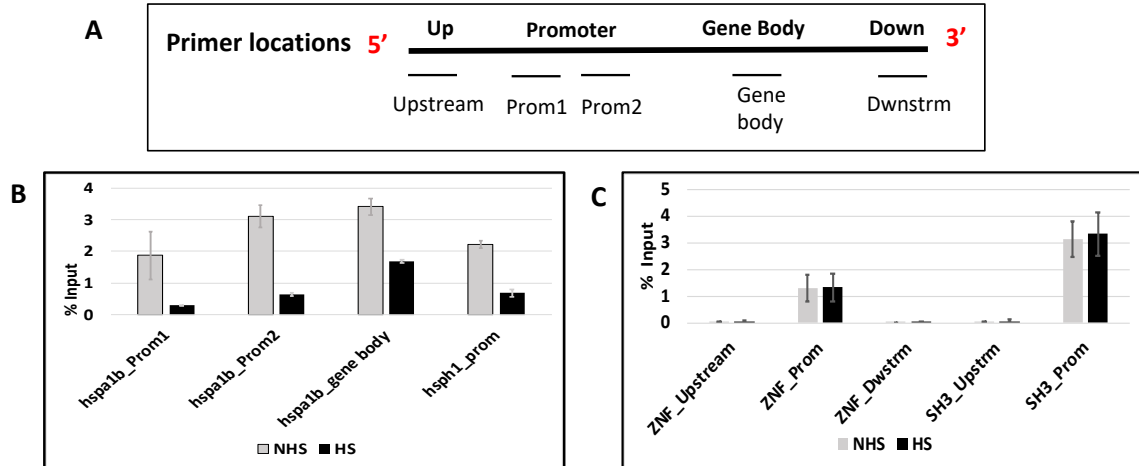 A
Primer locations 5’ Up Promoter Gene Body Down 3’
Upstream Prom1 Prom2 Gene body Dwnstrm
B
% Input
4
3
2
1
0
hspa1b_Prom1
hspa1b_Prom2
hspa1b_gene body
hsph1_prom
NHS HS
C
% Input
5
4
3
2
1
0
ZNF_Upstream
ZNF_Prom
ZNF_Dwstrm
SH3_Upstrm
SH3_Prom
NHS HS